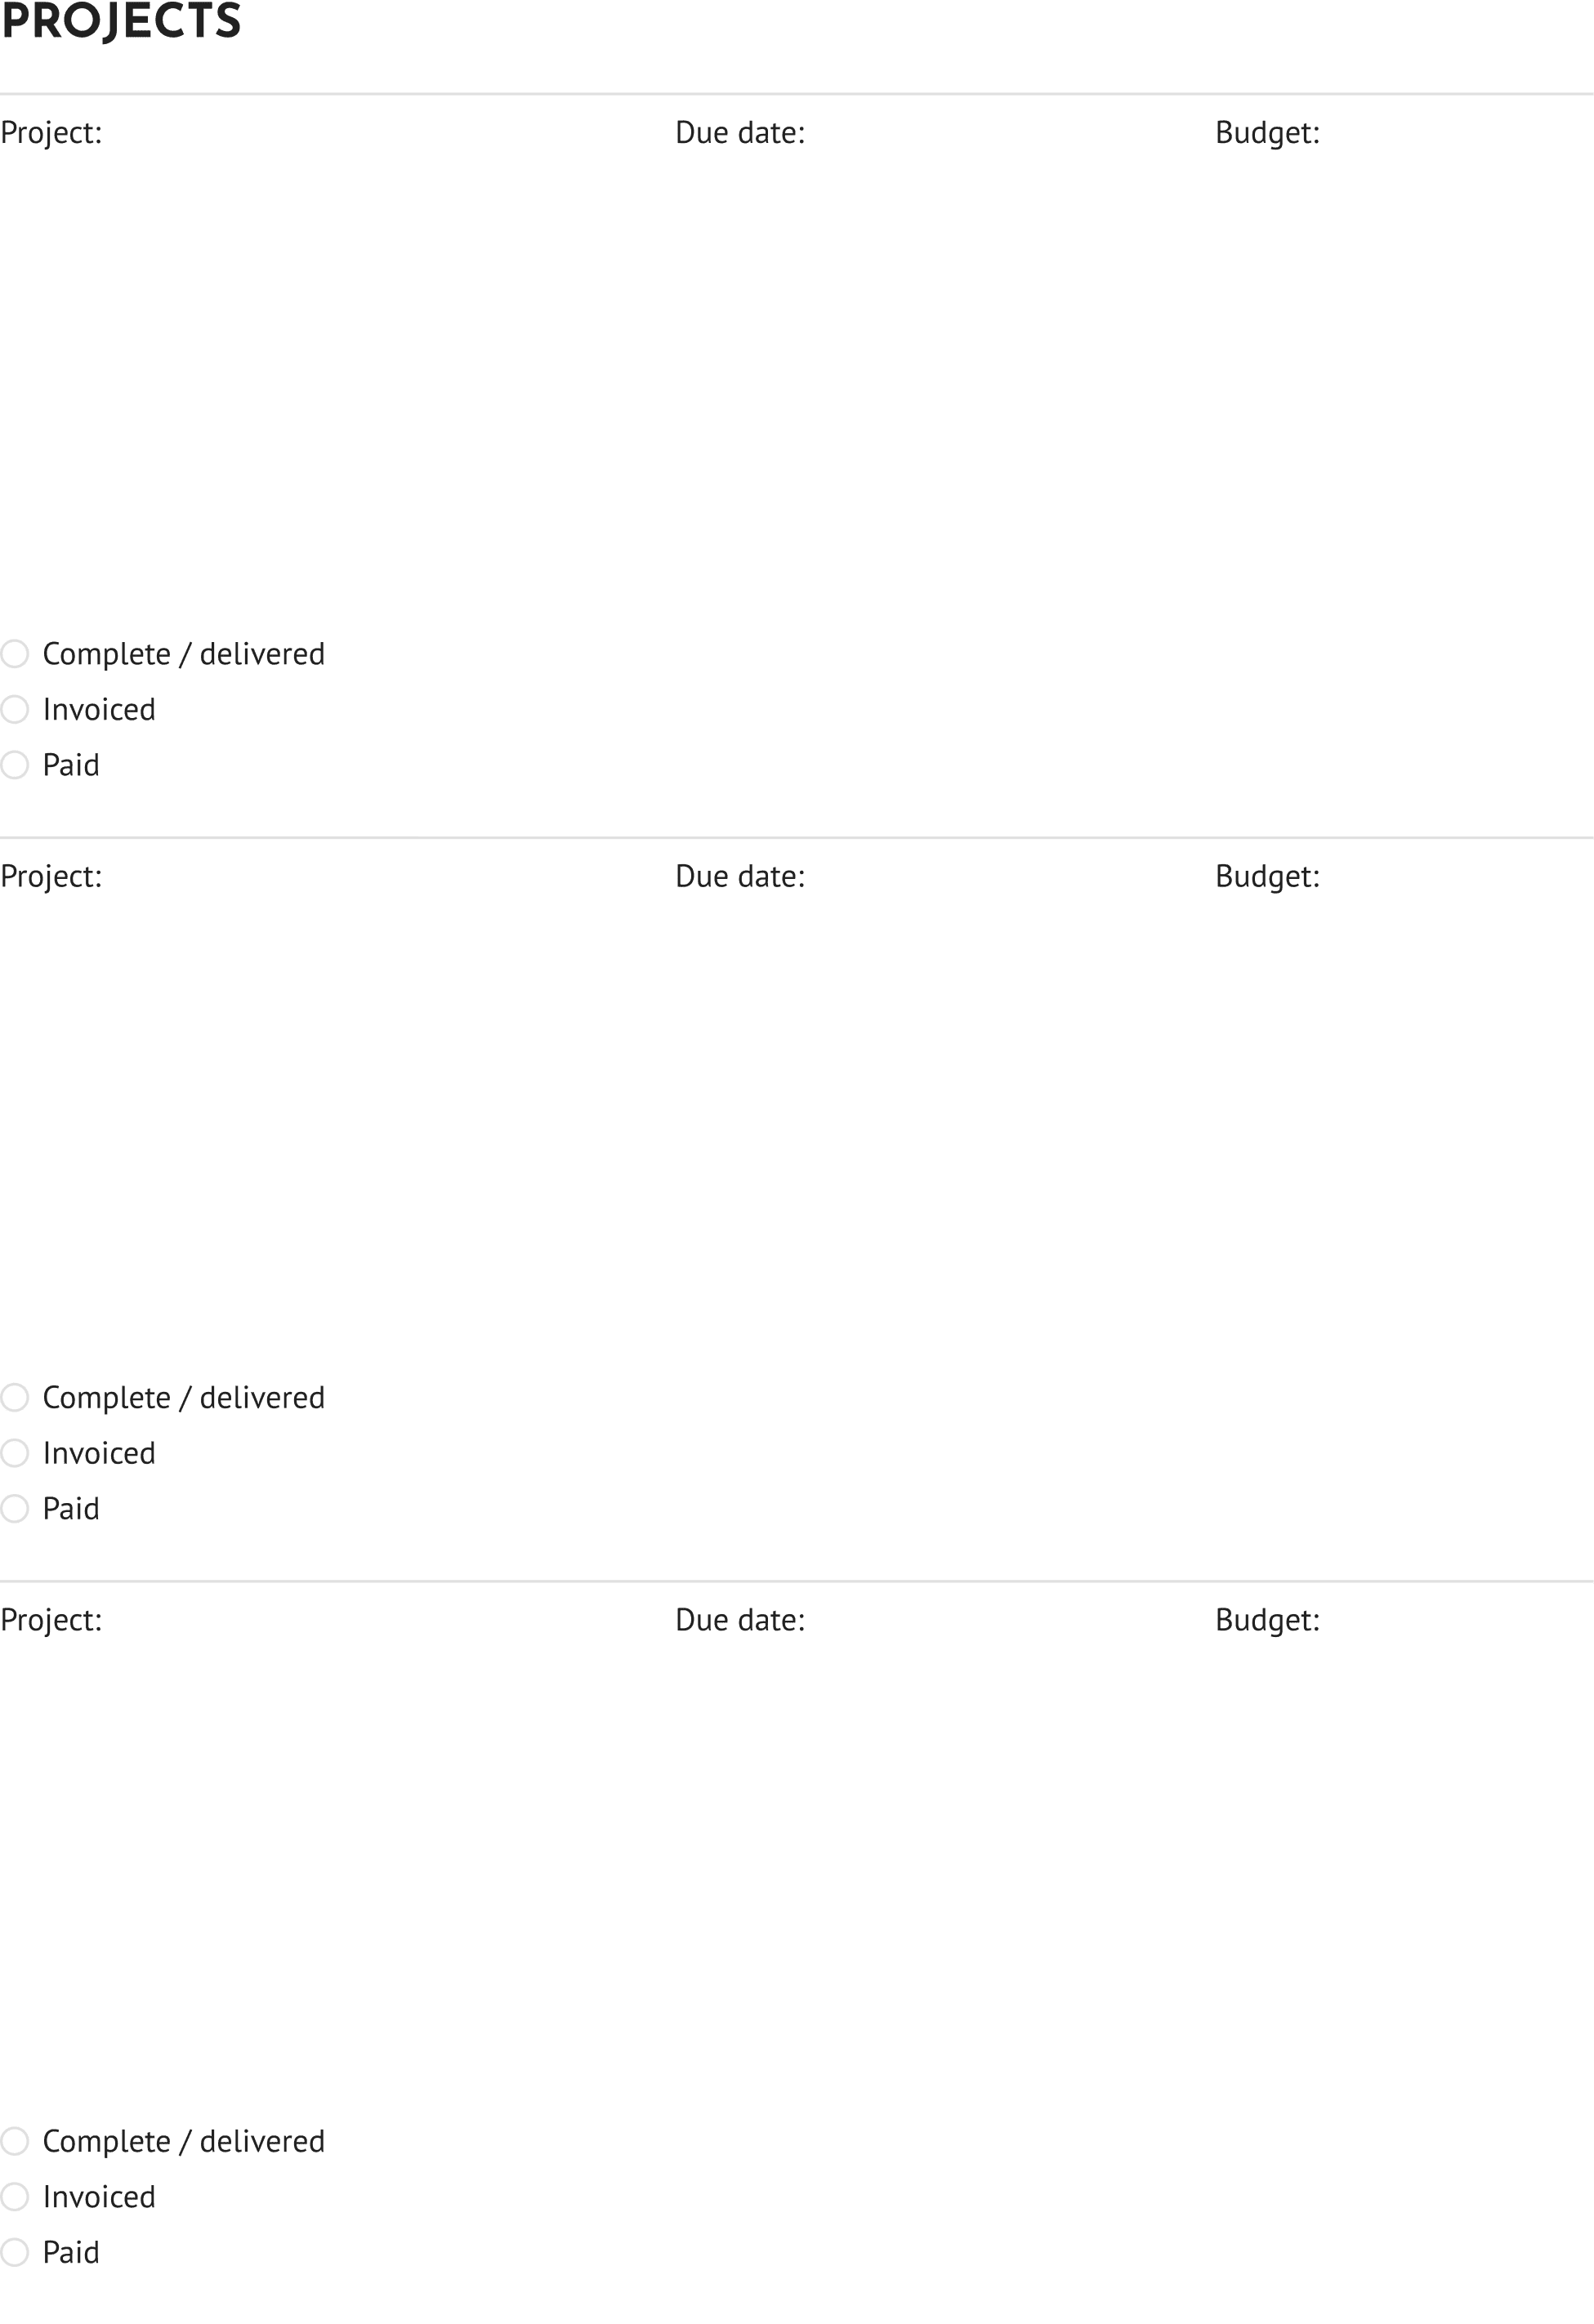 PROJECTS
Project: Due date: Budget:
Complete / delivered
Invoiced
Paid
Project: Due date: Budget:
Complete / delivered
Invoiced
Paid
Project: Due date: Budget:
Complete / delivered
Invoiced
Paid